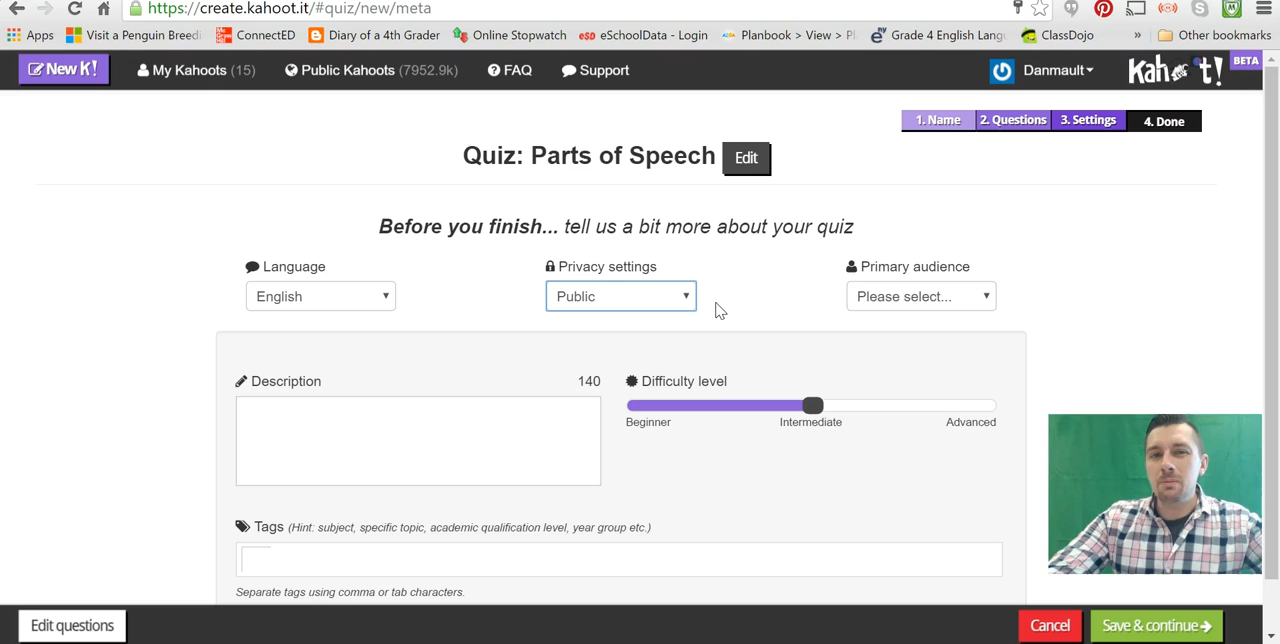 https://create.kahoot.it/#quiz/new/meta
Apps Visit a Penguin Breedi ConnectED Diary of a 4th Grader Online Stopwatch esD eSchoolData - Login Planbook > View > Pl Grade 4 English Langu ClassDojo » Other bookmarks
New K! My Kahoots (15) Public Kahoots (7952.9k) FAQ Support Danmault Kahoot! BETA
1. Name 2. Questions 3. Settings 4. Done
Quiz: Parts of Speech Edit
Before you finish... tell us a bit more about your quiz
Language Privacy settings Primary audience
English Public Please select...
Description 140 Difficulty level
Beginner Intermediate Advanced
Tags (Hint: subject, specific topic, academic qualification level, year group etc.)
Separate tags using comma or tab characters.
Edit questions Cancel Save & continue